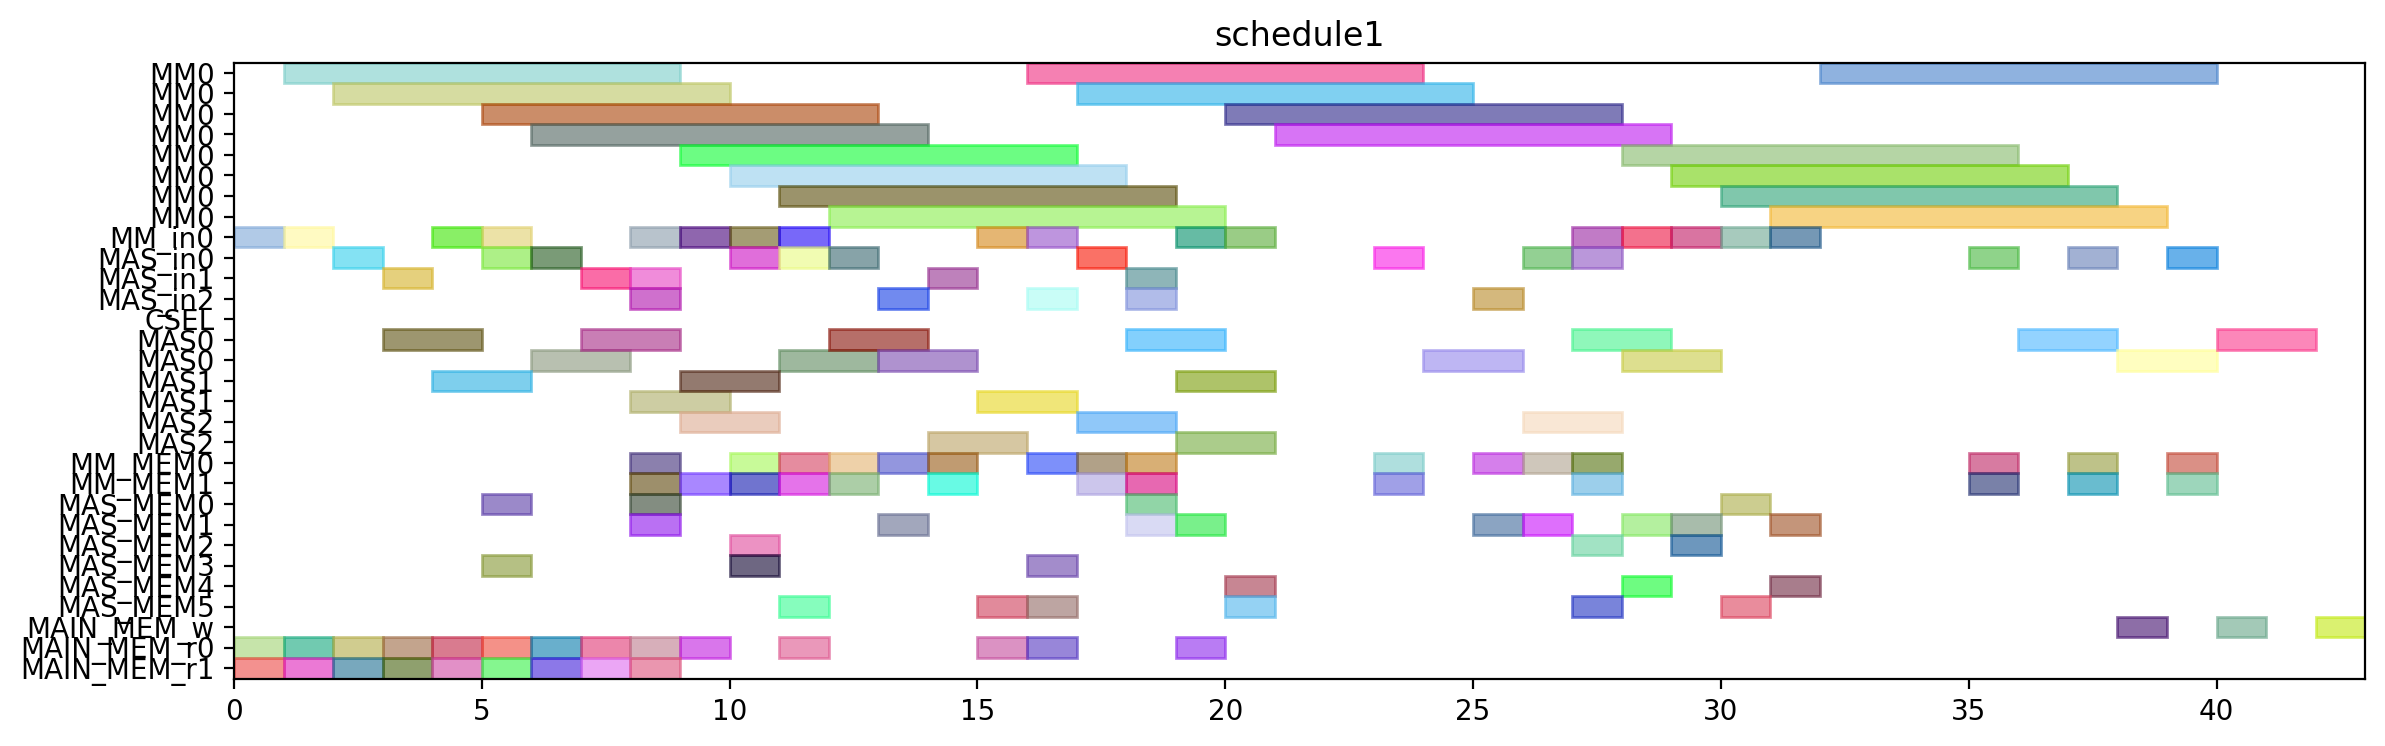 schedule1
MM0
MM0
MM0
MM0
MM0
MM0
MM0
MM0
MM_in0
MAS_in0
MAS_in1
MAS_in2
CSEL
MAS0
MAS0
MAS1
MAS1
MAS2
MAS2
MM_MEM0
MM_MEM1
MAS_MEM0
MAS_MEM1
MAS_MEM2
MAS_MEM3
MAS_MEM4
MAS_MEM5
MAIN_MEM_w
MAIN_MEM_r0
MAIN_MEM_r1
0 5 10 15 20 25 30 35 40